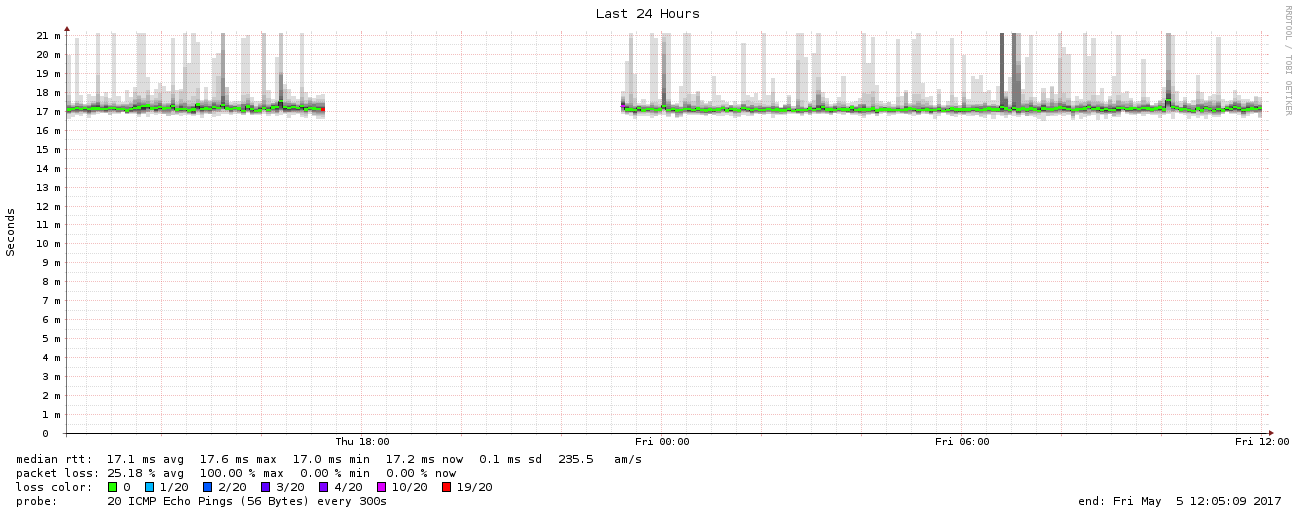 Last 24 Hours
RRDTOOL / TOBI OETIKER
Seconds
21 m
20 m
19 m
18 m
17 m
16 m
15 m
14 m
13 m
12 m
11 m
10 m
9 m
8 m
7 m
6 m
5 m
4 m
3 m
2 m
1 m
0
Thu 18:00 Fri 00:00 Fri 06:00 Fri 12:00
median rtt: 17.1 ms avg 17.6 ms max 17.0 ms min 17.2 ms now 0.1 ms sd 235.5 am/s
packet loss: 25.18 % avg 100.00 % max 0.00 % min 0.00 % now
loss color: 0 1/20 2/20 3/20 4/20 10/20 19/20
probe: 20 ICMP Echo Pings (56 Bytes) every 300s end: Fri May 5 12:05:09 2017